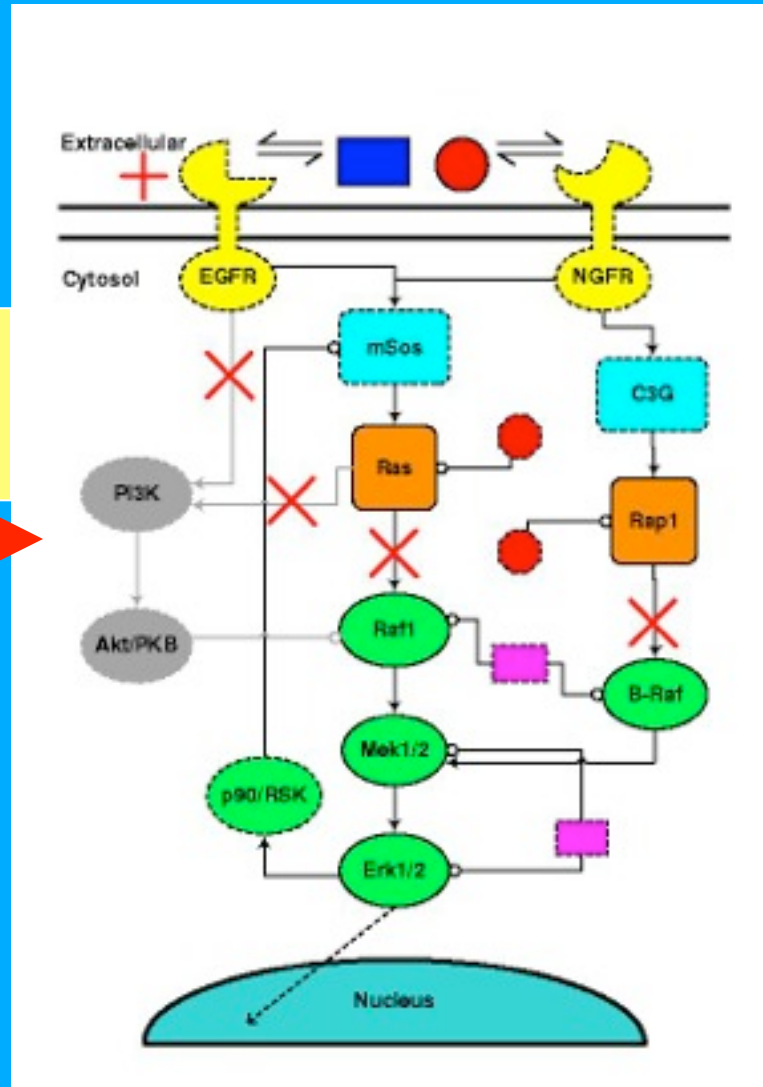 Extracellular
Cytosol
EGFR
NGFR
mSos
C3G
Ras
PI3K
Rap1
Raf1
Akt/PKB
B-Raf
Mek1/2
p90/RSK
Erk1/2
Nucleus